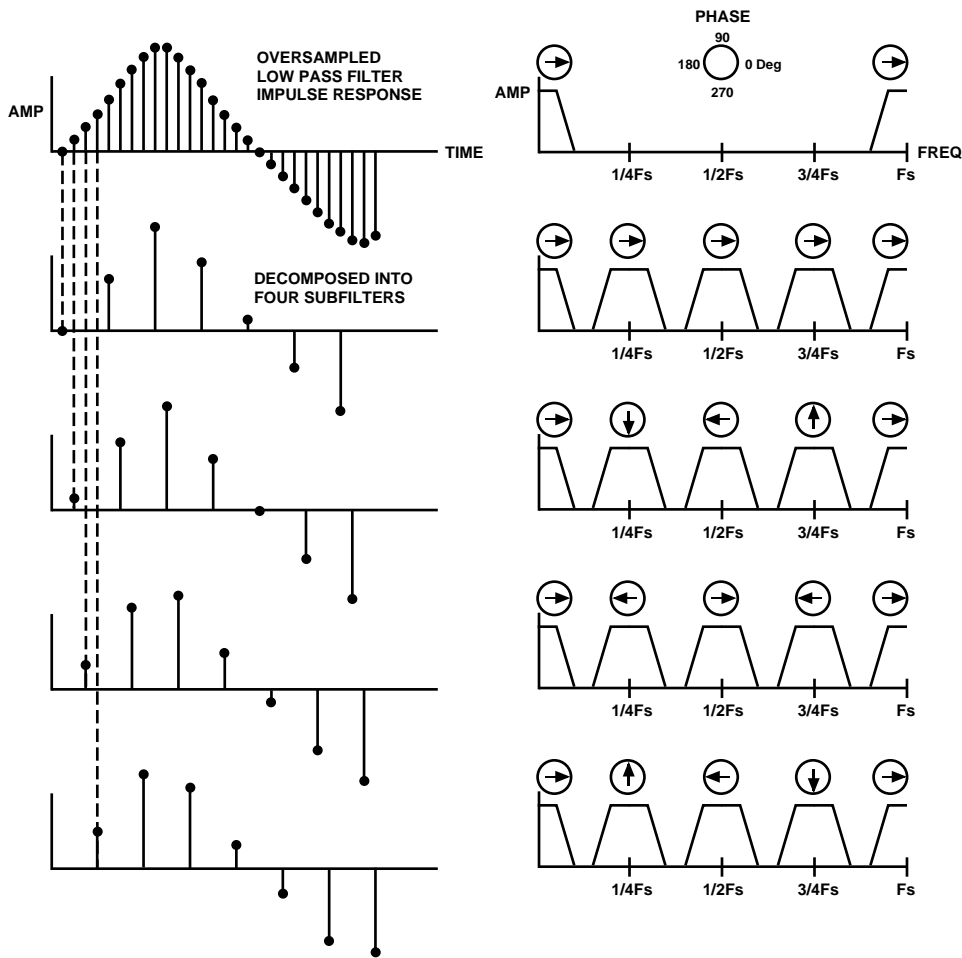 OVERSAMPLED
LOW PASS FILTER
IMPULSE RESPONSE
AMP
TIME
DECOMPOSED INTO
FOUR SUBFILTERS
PHASE
90
180
0 Deg
270
AMP
FREQ
1/4Fs 1/2Fs 3/4Fs Fs
1/4Fs 1/2Fs 3/4Fs Fs
1/4Fs 1/2Fs 3/4Fs Fs
1/4Fs 1/2Fs 3/4Fs Fs
1/4Fs 1/2Fs 3/4Fs Fs